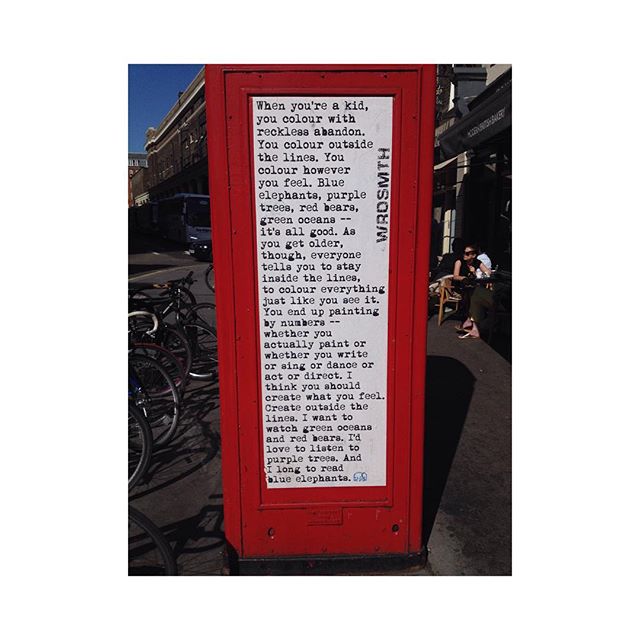 When you're a kid,
you colour with
reckless abandon.
You colour outside
the lines. You
colour however
you feel. Blue
elephants, purple
trees, red bears,
green oceans --
it's all good. As
you get older,
though, everyone
tells you to stay
inside the lines,
to colour everything
just like you see it.
You end up painting
by numbers --
whether you
actually paint or
whether you write
or sing or dance or
act or direct. I
think you should
create what you feel.
Create outside the
lines. I want to
watch green oceans
and red bears. I'd
love to listen to
purple trees. And
I long to read
blue elephants.
WRDSMTH